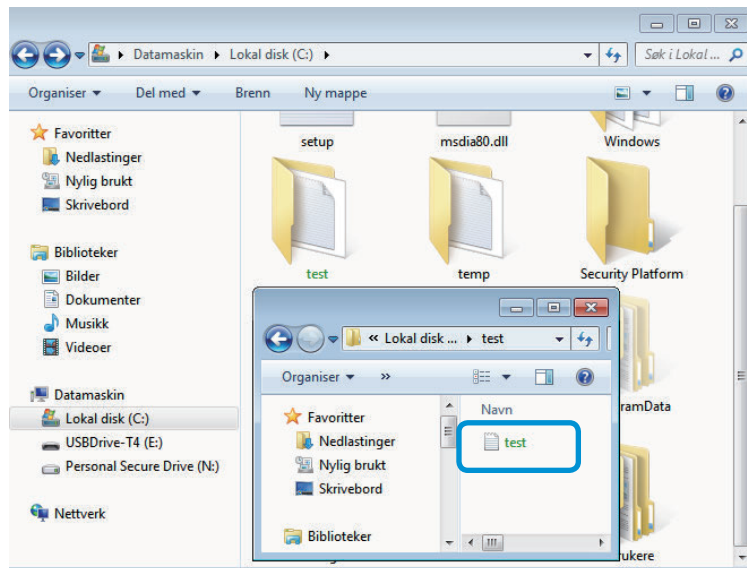 Datamaskin
Lokal disk (C:)
Søk i Lokal ...
Organiser
Del med
Brenn
Ny mappe
Favoritter
Nedlastinger
Nylig brukt
Skrivebord
Biblioteker
Bilder
Dokumenter
Musikk
Videoer
Datamaskin
Lokal disk (C:)
USBDrive-T4 (E:)
Personal Secure Drive (N:)
Nettverk
setup
msdia80.dll
Windows
test
temp
Security Platform
ramData
ukere
« Lokal disk ...
test
Organiser
»
Favoritter
Nedlastinger
Nylig brukt
Skrivebord
Biblioteker
Navn
test